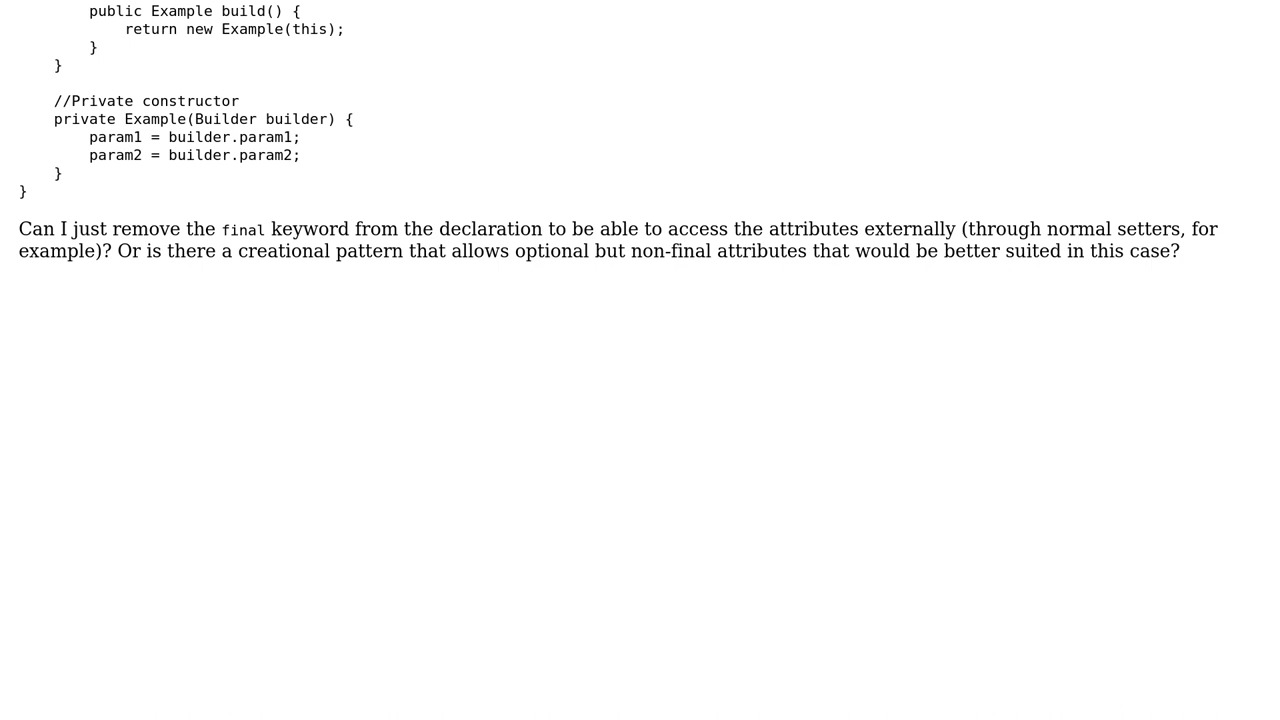 public Example build() {
            return new Example(this);
        }
    }

    //Private constructor
    private Example(Builder builder) {
        param1 = builder.param1;
        param2 = builder.param2;
    }
}
Can I just remove the final keyword from the declaration to be able to access the attributes externally (through normal setters, for
example)? Or is there a creational pattern that allows optional but non-final attributes that would be better suited in this case?